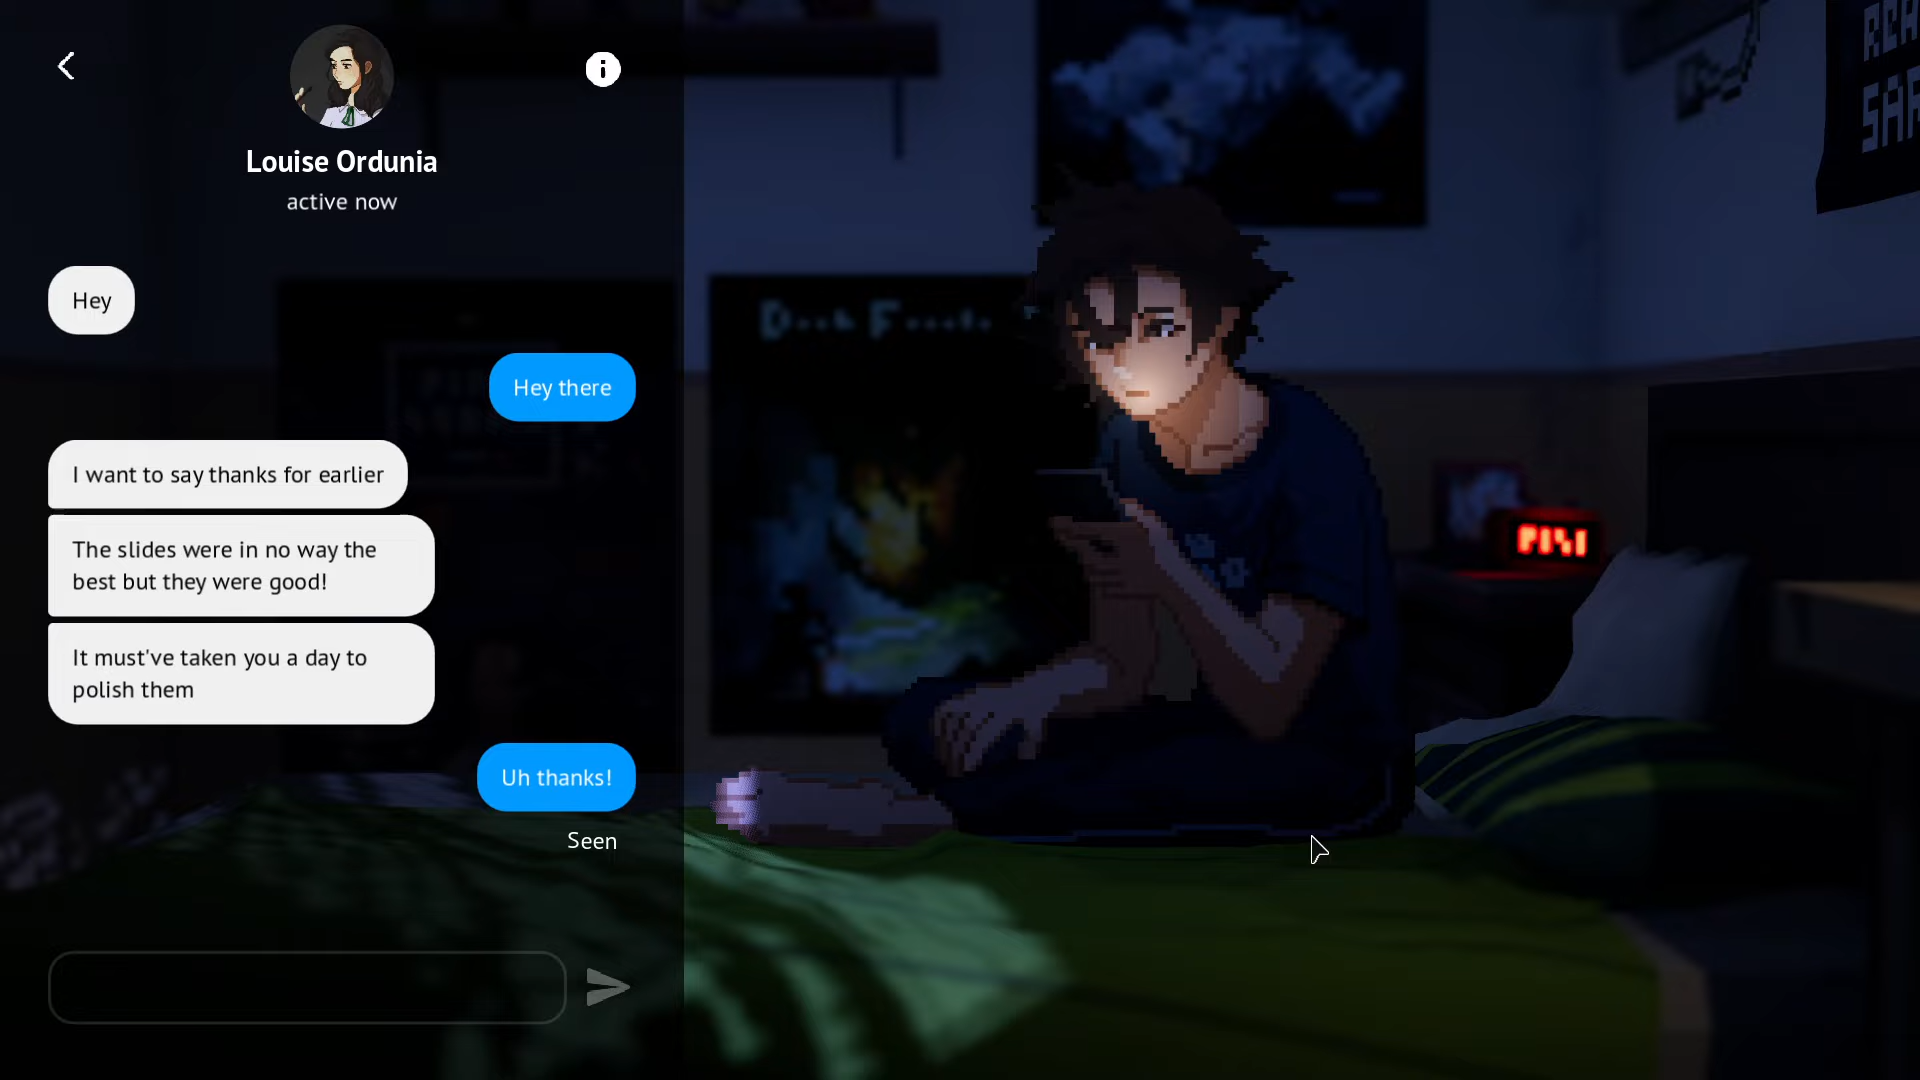 Louise Ordunia
active now
Hey
Hey there
I want to say thanks for earlier
The slides were in no way the
best but they were good!
It must've taken you a day to
polish them
Uh thanks!
Seen